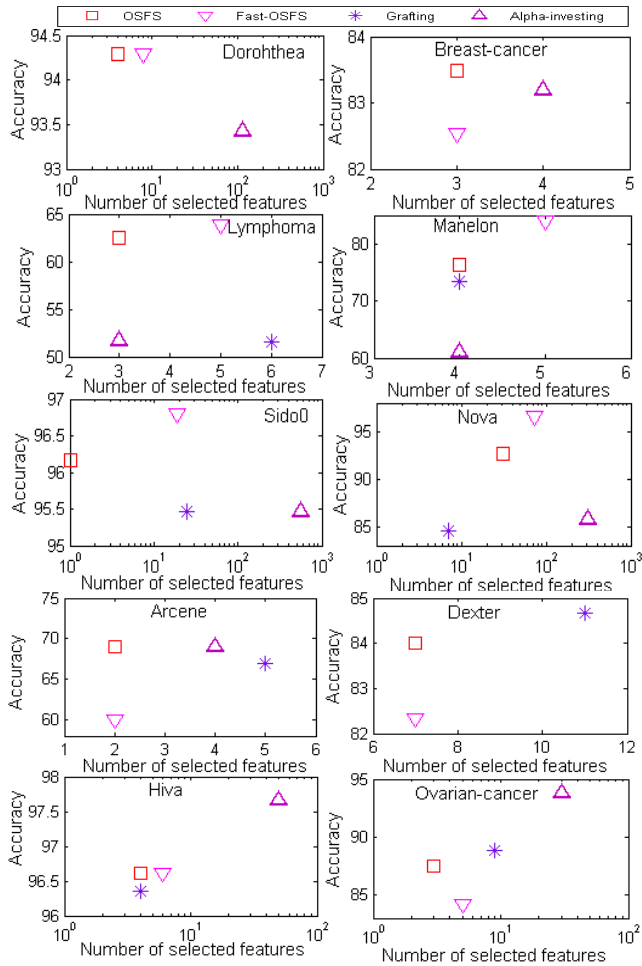 OSFS Fast-OSFS Grafting Alpha-investing
Dorohthea
Accuracy
94.5
94
93.5
93
10^0 10^1 10^2 10^3
Number of selected features
Breast-cancer
Accuracy
84
83
82
2 3 4 5
Number of selected features
Lymphoma
Accuracy
65
60
55
50
2 3 4 5 6 7
Number of selected features
Manelon
Accuracy
80
70
60
3 4 5 6
Number of selected features
Sido0
Accuracy
97
96.5
96
95.5
95
10^0 10^1 10^2 10^3
Number of selected features
Nova
Accuracy
95
90
85
10^0 10^1 10^2 10^3
Number of selected features
Arcene
Accuracy
75
70
65
60
1 2 3 4 5 6
Number of selected features
Dexter
Accuracy
85
84
83
82
6 8 10 12
Number of selected features
Hiva
Accuracy
98
97.5
97
96.5
96
10^0 10^1 10^2
Number of selected features
Ovarian-cancer
Accuracy
95
90
85
10^0 10^1 10^2
Number of selected features